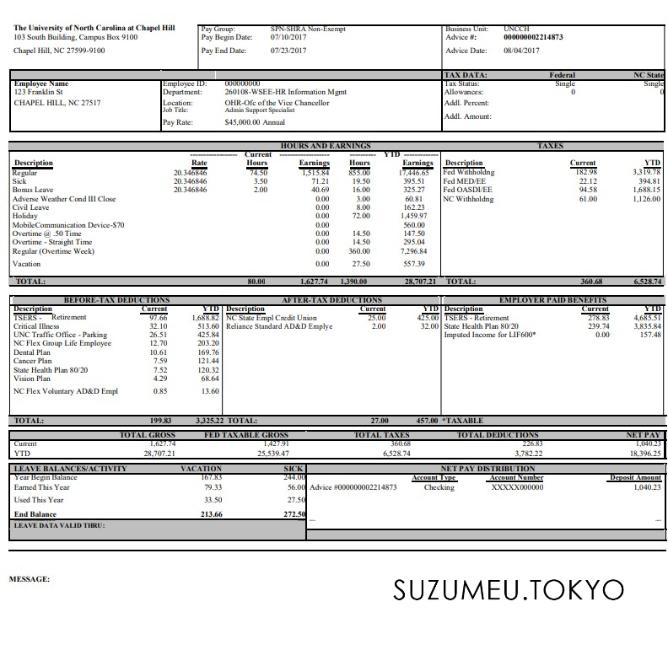 The University of North Carolina at Chapel Hill
103 South Building, Campus Box 9100
Chapel Hill, NC 27599-9100
Pay Group: SPN-SHRA Non-Exempt
Pay Begin Date: 07/10/2017
Pay End Date: 07/23/2017
Business Unit: UNCCH
Advice #: 000000002214873
Advice Date: 08/04/2017
Employee Name
123 Franklin St
CHAPEL HILL, NC 27517
Employee ID: 000000000
Department: 260108-WSEE-HR Information Mgmt
Location: OHR-Ofc of the Vice Chancellor
Job Title: Admin Support Specialist
Pay Rate: $45,000.00 Annual
TAX DATA: Federal NC State
Tax Status: Single Single
Allowances: 0 0
Addl. Percent:
Addl. Amount:
HOURS AND EARNINGS
Current YTD
Description Rate Hours Earnings Hours Earnings
Regular 20.346846 74.50 1,515.84 855.00 17,446.65
Sick 20.346846 3.50 71.21 19.50 395.51
Bonus Leave 20.346846 2.00 40.69 16.00 325.27
Adverse Weather Cond III Close 0.00 3.00 60.81
Civil Leave 0.00 8.00 162.23
Holiday 0.00 72.00 1,459.97
MobileCommunication Device-$70 0.00 560.00
Overtime @ .50 Time 0.00 14.50 147.50
Overtime - Straight Time 0.00 14.50 295.04
Regular (Overtime Week) 0.00 360.00 7,296.84
Vacation 0.00 27.50 557.39
TOTAL: 80.00 1,627.74 1,390.00 28,707.21
TAXES
Description Current YTD
Fed Withholdng 182.98 3,319.78
Fed MED/EE 22.12 394.81
Fed OASDI/EE 94.58 1,688.15
NC Withholdng 61.00 1,126.00
TOTAL: 360.68 6,528.74
BEFORE-TAX DEDUCTIONS
Description Current YTD
TSERS - Retirement 97.66 1,688.82
Critical Illness 32.10 513.60
UNC Traffic Office - Parking 26.51 425.84
NC Flex Group Life Employee 12.70 203.20
Dental Plan 10.61 169.76
Cancer Plan 7.59 121.44
State Health Plan 80/20 7.52 120.32
Vision Plan 4.29 68.64
NC Flex Voluntary AD&D Empl 0.85 13.60
TOTAL: 199.83 3,325.22
AFTER-TAX DEDUCTIONS
Description Current YTD
NC State Empl Credit Union 25.00 425.00
Reliance Standard AD&D Emplye 2.00 32.00
TOTAL: 27.00 457.00
EMPLOYER PAID BENEFITS
Description Current YTD
TSERS - Retirement 278.83 4,685.51
State Health Plan 80/20 239.74 3,835.84
Imputed Income for LIF600* 0.00 157.48
*TAXABLE
TOTAL GROSS FED TAXABLE GROSS TOTAL TAXES TOTAL DEDUCTIONS NET PAY
Current 1,627.74 1,427.91 360.68 226.83 1,040.23
YTD 28,707.21 25,539.47 6,528.74 3,782.22 18,396.25
LEAVE BALANCES/ACTIVITY VACATION SICK
Year Begin Balance 167.83 244.00
Earned This Year 79.33 56.00
Used This Year 33.50 27.50
End Balance 213.66 272.50
LEAVE DATA VALID THRU:
NET PAY DISTRIBUTION
Account Type Account Number Deposit Amount
Advice #000000002214873 Checking XXXXX000000 1,040.23
MESSAGE:
SUZUMEU.TOKYO